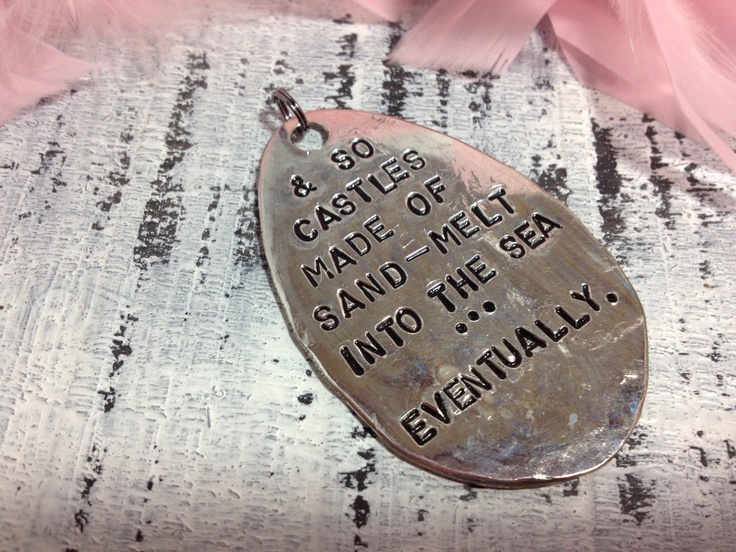 & SO
CASTLES
MADE OF
SAND-MELT
INTO THE SEA
...
EVENTUALLY.